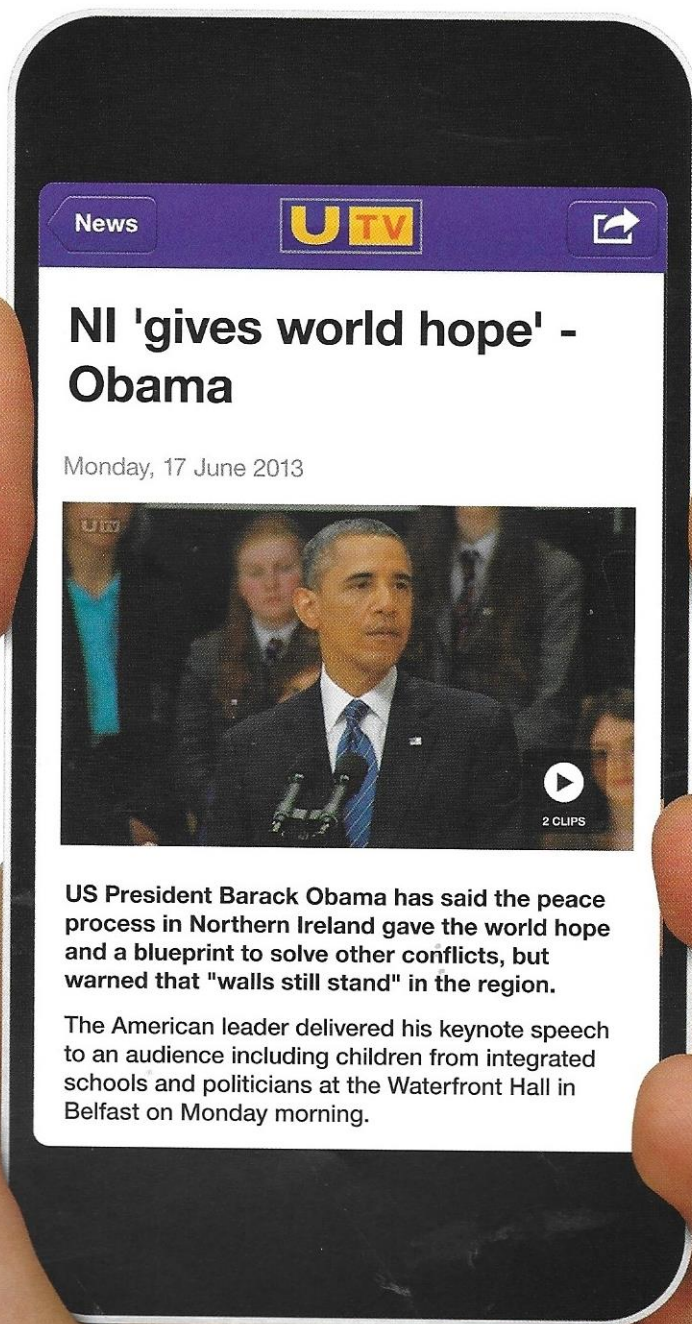 News
UTV
NI 'gives world hope' -
Obama
Monday, 17 June 2013
UTV
2 CLIPS
US President Barack Obama has said the peace
process in Northern Ireland gave the world hope
and a blueprint to solve other conflicts, but
warned that "walls still stand" in the region.
The American leader delivered his keynote speech
to an audience including children from integrated
schools and politicians at the Waterfront Hall in
Belfast on Monday morning.